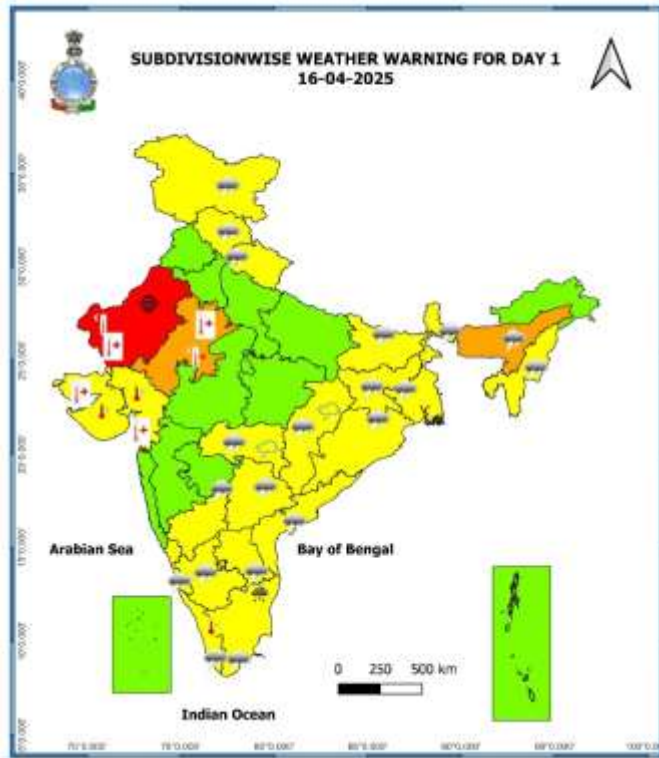 SUBDIVISIONWISE WEATHER WARNING FOR DAY 1
16-04-2025
Arabian Sea
Bay of Bengal
0 250 500 km
Indian Ocean